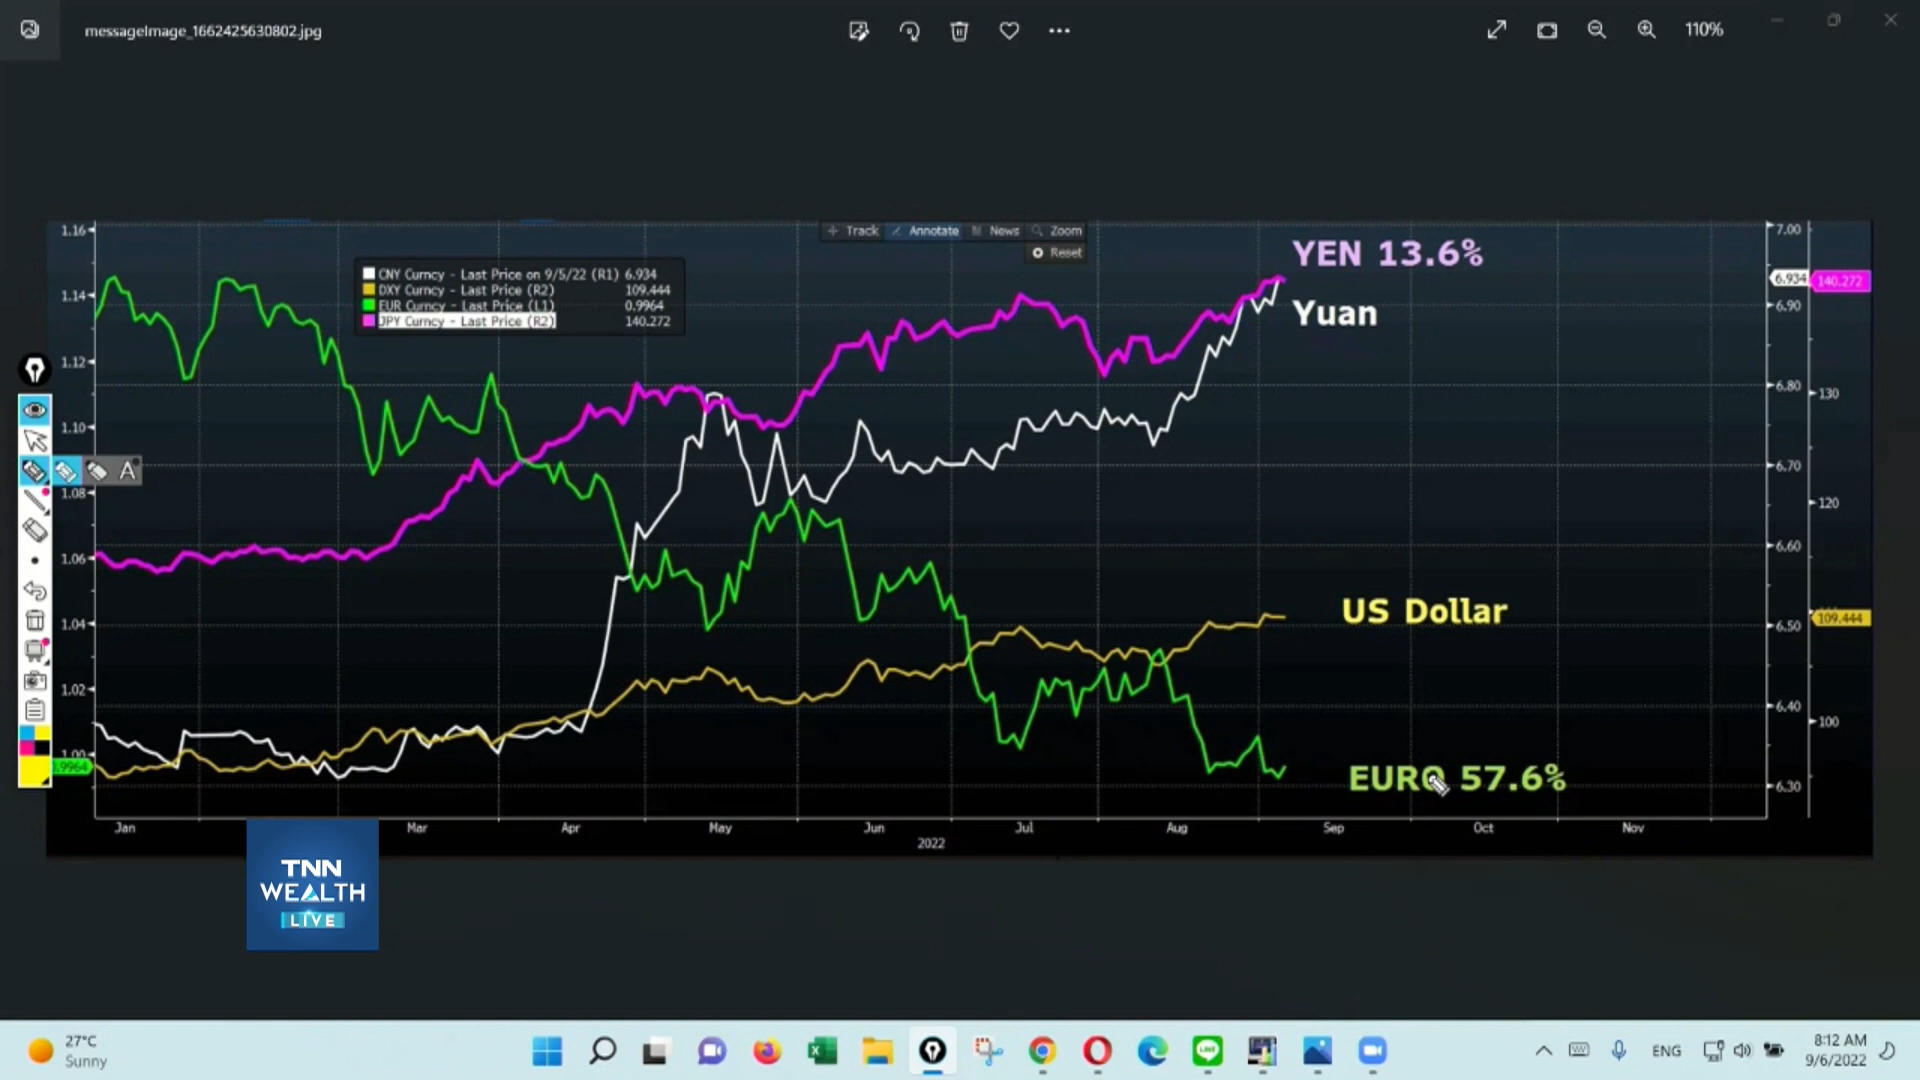 messageImage_1662425630802.jpg
110%
Track Annotate News Zoom
Reset
CNY Curncy - Last Price on 9/5/22 (R1) 6.934
DXY Curncy - Last Price (R2) 109.444
EUR Curncy - Last Price (L1) 0.9964
JPY Curncy - Last Price (R2) 140.272
YEN 13.6%
Yuan
US Dollar
EURO 57.6%
1.16
1.14
1.12
1.10
1.08
1.06
1.04
1.02
1.00
A
7.00
6.90
6.80
6.70
6.60
6.50
6.40
6.30
6.934
140.272
130
120
109.444
100
Jan Mar Apr May Jun Jul Aug Sep Oct Nov
2022
TNN
WEALTH
LIVE
27°C
Sunny
LINE
ENG
8:12 AM
9/6/2022